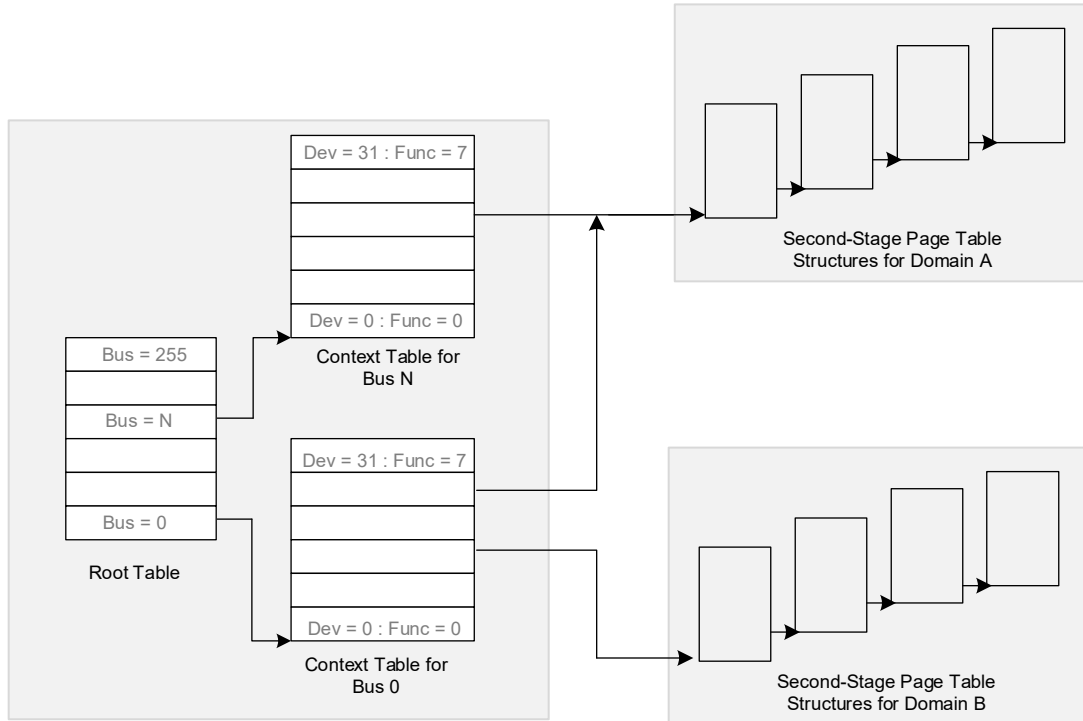 Dev = 31 : Func = 7
Dev = 0 : Func = 0
Context Table for
Bus N
Bus = 255
Bus = N
Bus = 0
Root Table
Dev = 31 : Func = 7
Dev = 0 : Func = 0
Context Table for
Bus 0
Second-Stage Page Table
Structures for Domain A
Second-Stage Page Table
Structures for Domain B